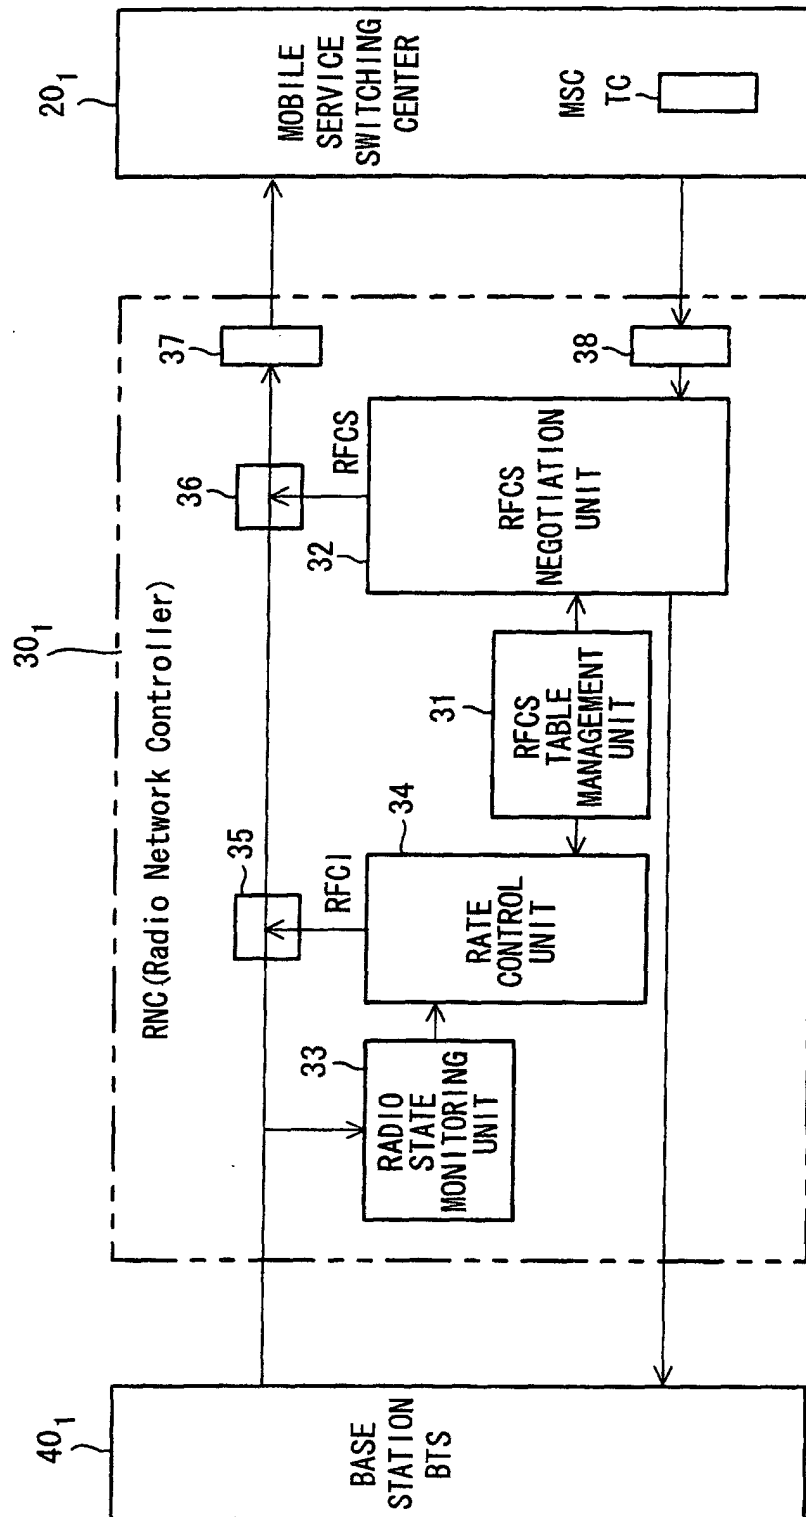 40₁
BASE
STATION
BTS
30₁
RNC(Radio Network Controller)
33
RADIO
STATE
MONITORING
UNIT
35
RFCI
34
RATE
CONTROL
UNIT
31
RFCS
TABLE
MANAGEMENT
UNIT
36
RFCS
32
RFCS
NEGOTIATION
UNIT
37
38
20₁
MOBILE
SERVICE
SWITCHING
CENTER
MSC
TC